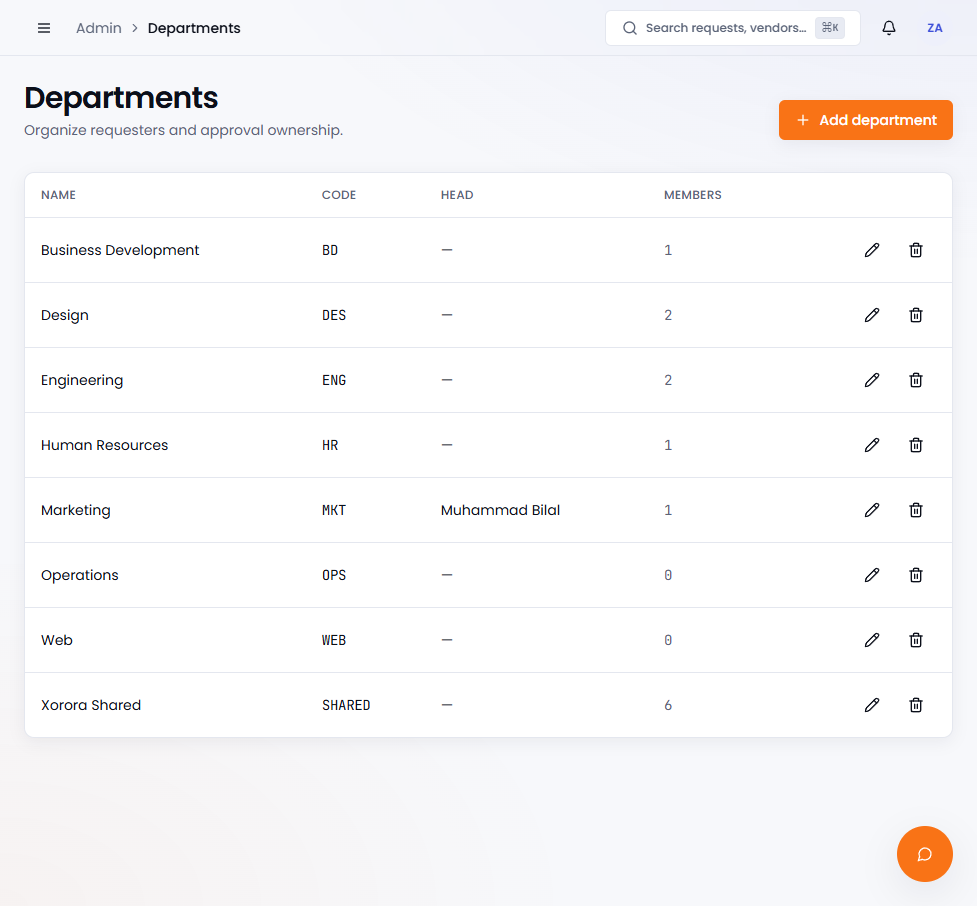 Admin > Departments
Search requests, vendors... ⌘K
ZA
Departments
Organize requesters and approval ownership.
+ Add department
NAME CODE HEAD MEMBERS
Business Development BD — 1
Design DES — 2
Engineering ENG — 2
Human Resources HR — 1
Marketing MKT Muhammad Bilal 1
Operations OPS — 0
Web WEB — 0
Xorora Shared SHARED — 6